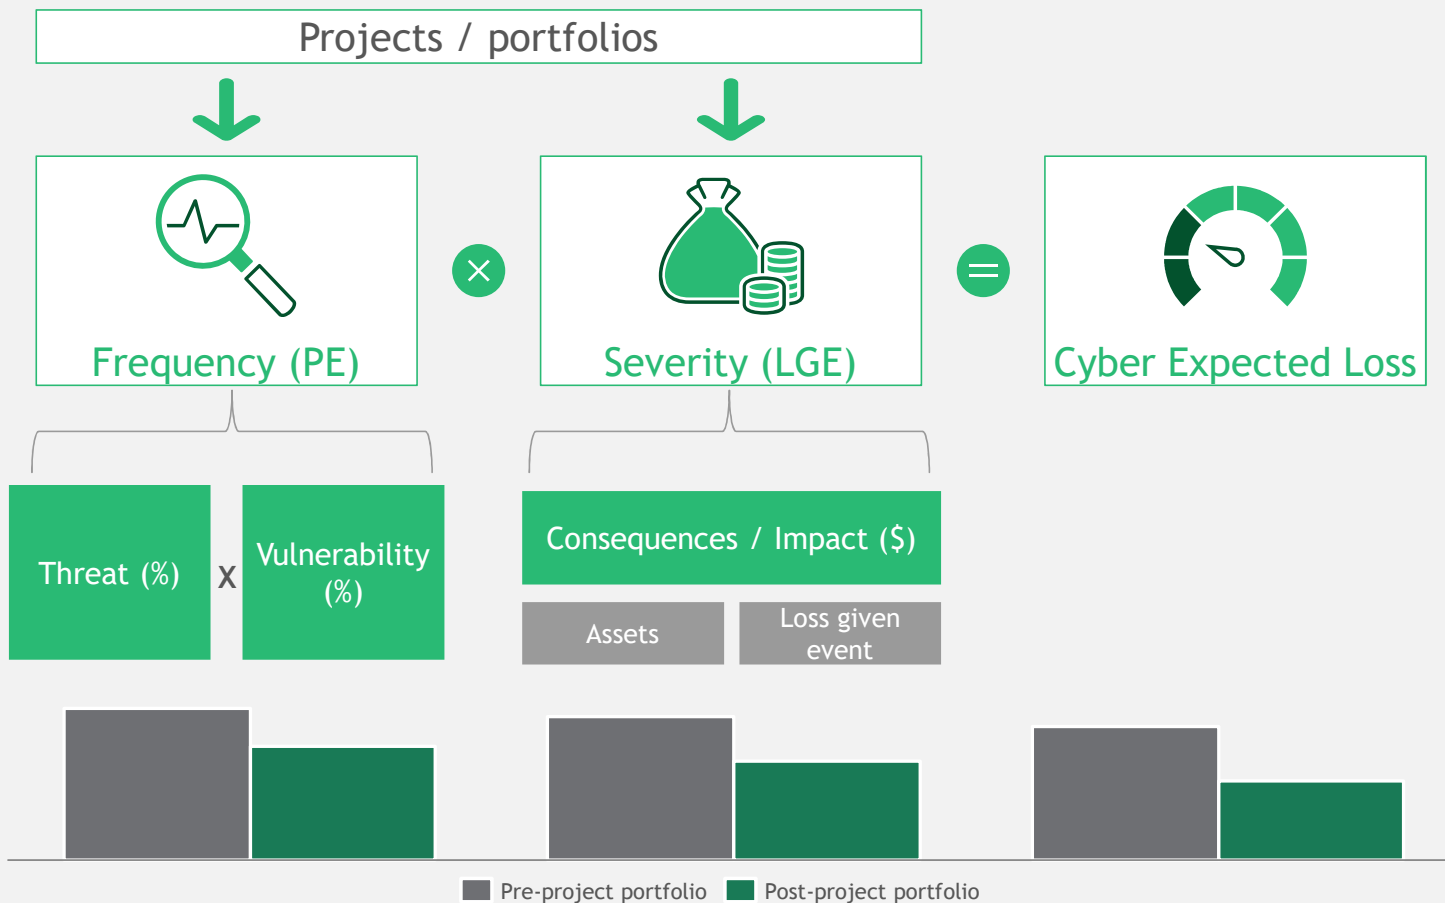 Projects / portfolios
Frequency (PE)
Severity (LGE)
Cyber Expected Loss
Threat (%)
x
Vulnerability
(%)
Consequences / Impact ($)
Assets
Loss given
event
Pre-project portfolio
Post-project portfolio